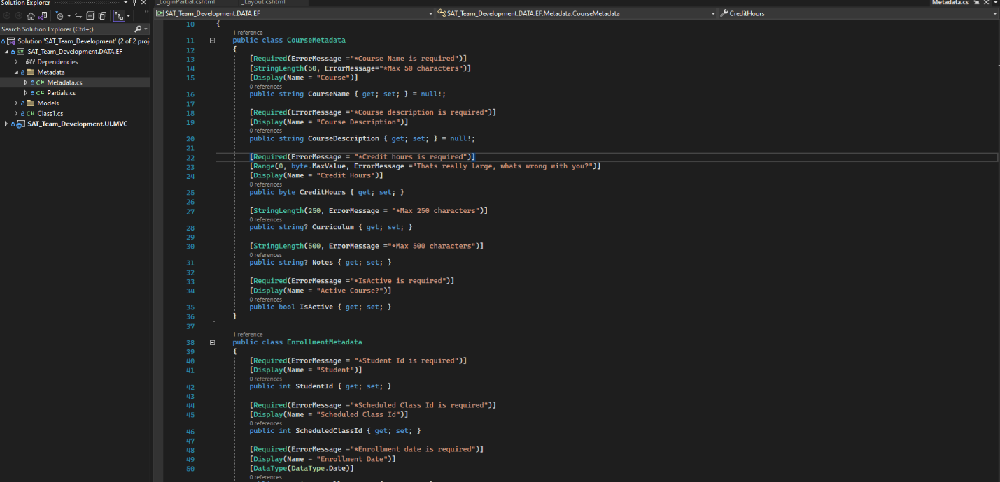 Solution Explorer
_LoginPartial.cshtml
_Layout.cshtml
Metadata.cs
SAT_Team_Development.DATA.EF
SAT_Team_Development.DATA.EF.Metadata.CourseMetadata
CreditHours
Search Solution Explorer (Ctrl+;)
Solution 'SAT_Team_Development' (2 of 2 proj
SAT_Team_Development.DATA.EF
Dependencies
Metadata
C# Metadata.cs
C# Partials.cs
Models
C# Class1.cs
SAT_Team_Development.UI.MVC
10 {
1 reference
11 public class CourseMetadata
12 {
13 [Required(ErrorMessage ="*Course Name is required")]
14 [StringLength(50, ErrorMessage="*Max 50 characters")]
15 [Display(Name = "Course")]
0 references
16 public string CourseName { get; set; } = null!;
17
18 [Required(ErrorMessage ="*Course description is required")]
19 [Display(Name = "Course Description")]
0 references
20 public string CourseDescription { get; set; } = null!;
21
22 [Required(ErrorMessage = "*Credit hours is required")]
23 [Range(0, byte.MaxValue, ErrorMessage ="Thats really large, whats wrong with you?")]
24 [Display(Name = "Credit Hours")]
0 references
25 public byte CreditHours { get; set; }
26
27 [StringLength(250, ErrorMessage = "*Max 250 characters")]
0 references
28 public string? Curriculum { get; set; }
29
30 [StringLength(500, ErrorMessage ="*Max 500 characters")]
0 references
31 public string? Notes { get; set; }
32
33 [Required(ErrorMessage ="*IsActive is required")]
34 [Display(Name = "Active Course?")]
0 references
35 public bool IsActive { get; set; }
36 }
37
1 reference
38 public class EnrollmentMetadata
39 {
40 [Required(ErrorMessage = "*Student Id is required")]
41 [Display(Name = "Student")]
0 references
42 public int StudentId { get; set; }
43
44 [Required(ErrorMessage ="*Scheduled Class Id is required")]
45 [Display(Name = "Scheduled Class Id")]
0 references
46 public int ScheduledClassId { get; set; }
47
48 [Required(ErrorMessage ="*Enrollment date is required")]
49 [Display(Name = "Enrollment Date")]
50 [DataType(DataType.Date)]
0 references